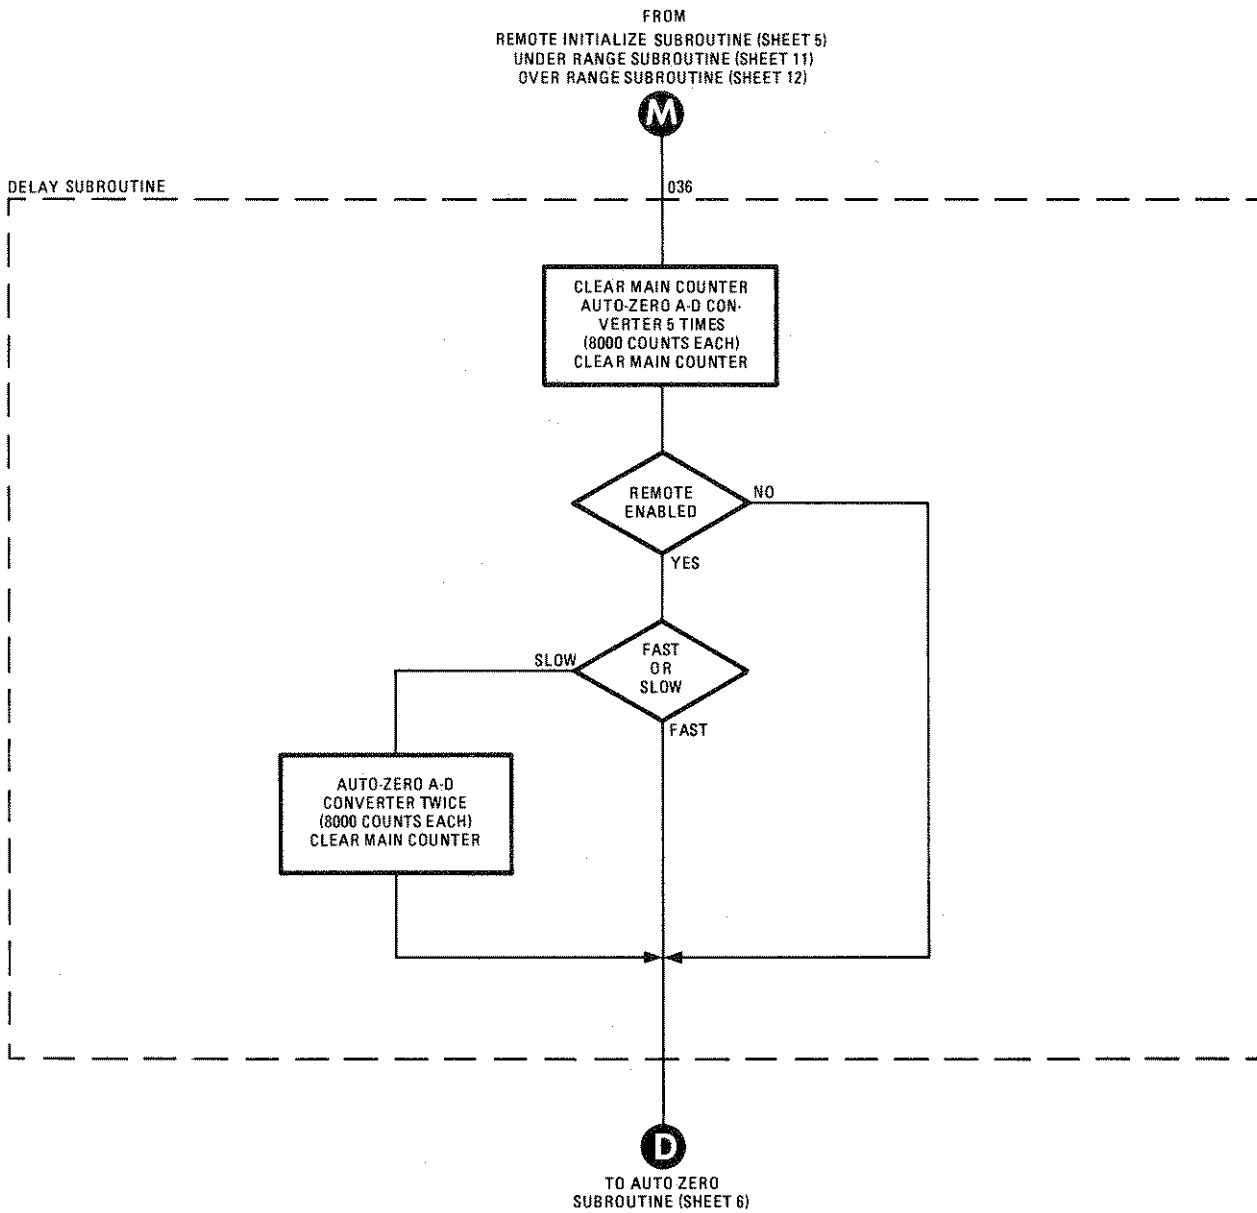 FROM
REMOTE INITIALIZE SUBROUTINE (SHEET 5)
UNDER RANGE SUBROUTINE (SHEET 11)
OVER RANGE SUBROUTINE (SHEET 12)
M
DELAY SUBROUTINE
036
CLEAR MAIN COUNTER
AUTO-ZERO A-D CON-
VERTER 5 TIMES
(8000 COUNTS EACH)
CLEAR MAIN COUNTER
REMOTE
ENABLED
NO
YES
FAST
OR
SLOW
SLOW
FAST
AUTO-ZERO A-D
CONVERTER TWICE
(8000 COUNTS EACH)
CLEAR MAIN COUNTER
D
TO AUTO ZERO
SUBROUTINE (SHEET 6)